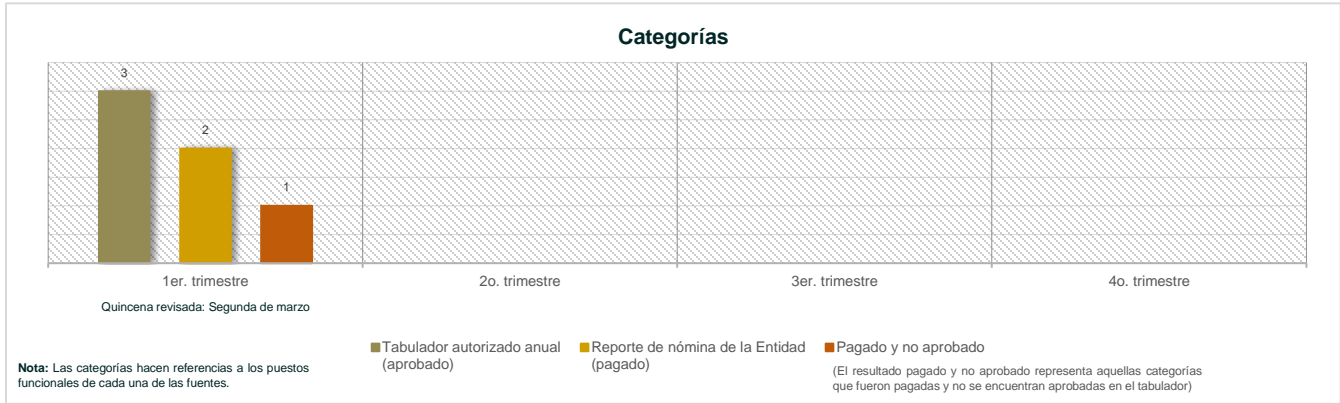 Categorías
3
2
1
1er. trimestre
2o. trimestre
3er. trimestre
4o. trimestre
Quincena revisada: Segunda de marzo
Tabulador autorizado anual
(aprobado)
Reporte de nómina de la Entidad
(pagado)
Pagado y no aprobado
(El resultado pagado y no aprobado representa aquellas categorías
que fueron pagadas y no se encuentran aprobadas en el tabulador)
Nota: Las categorías hacen referencias a los puestos
funcionales de cada una de las fuentes.